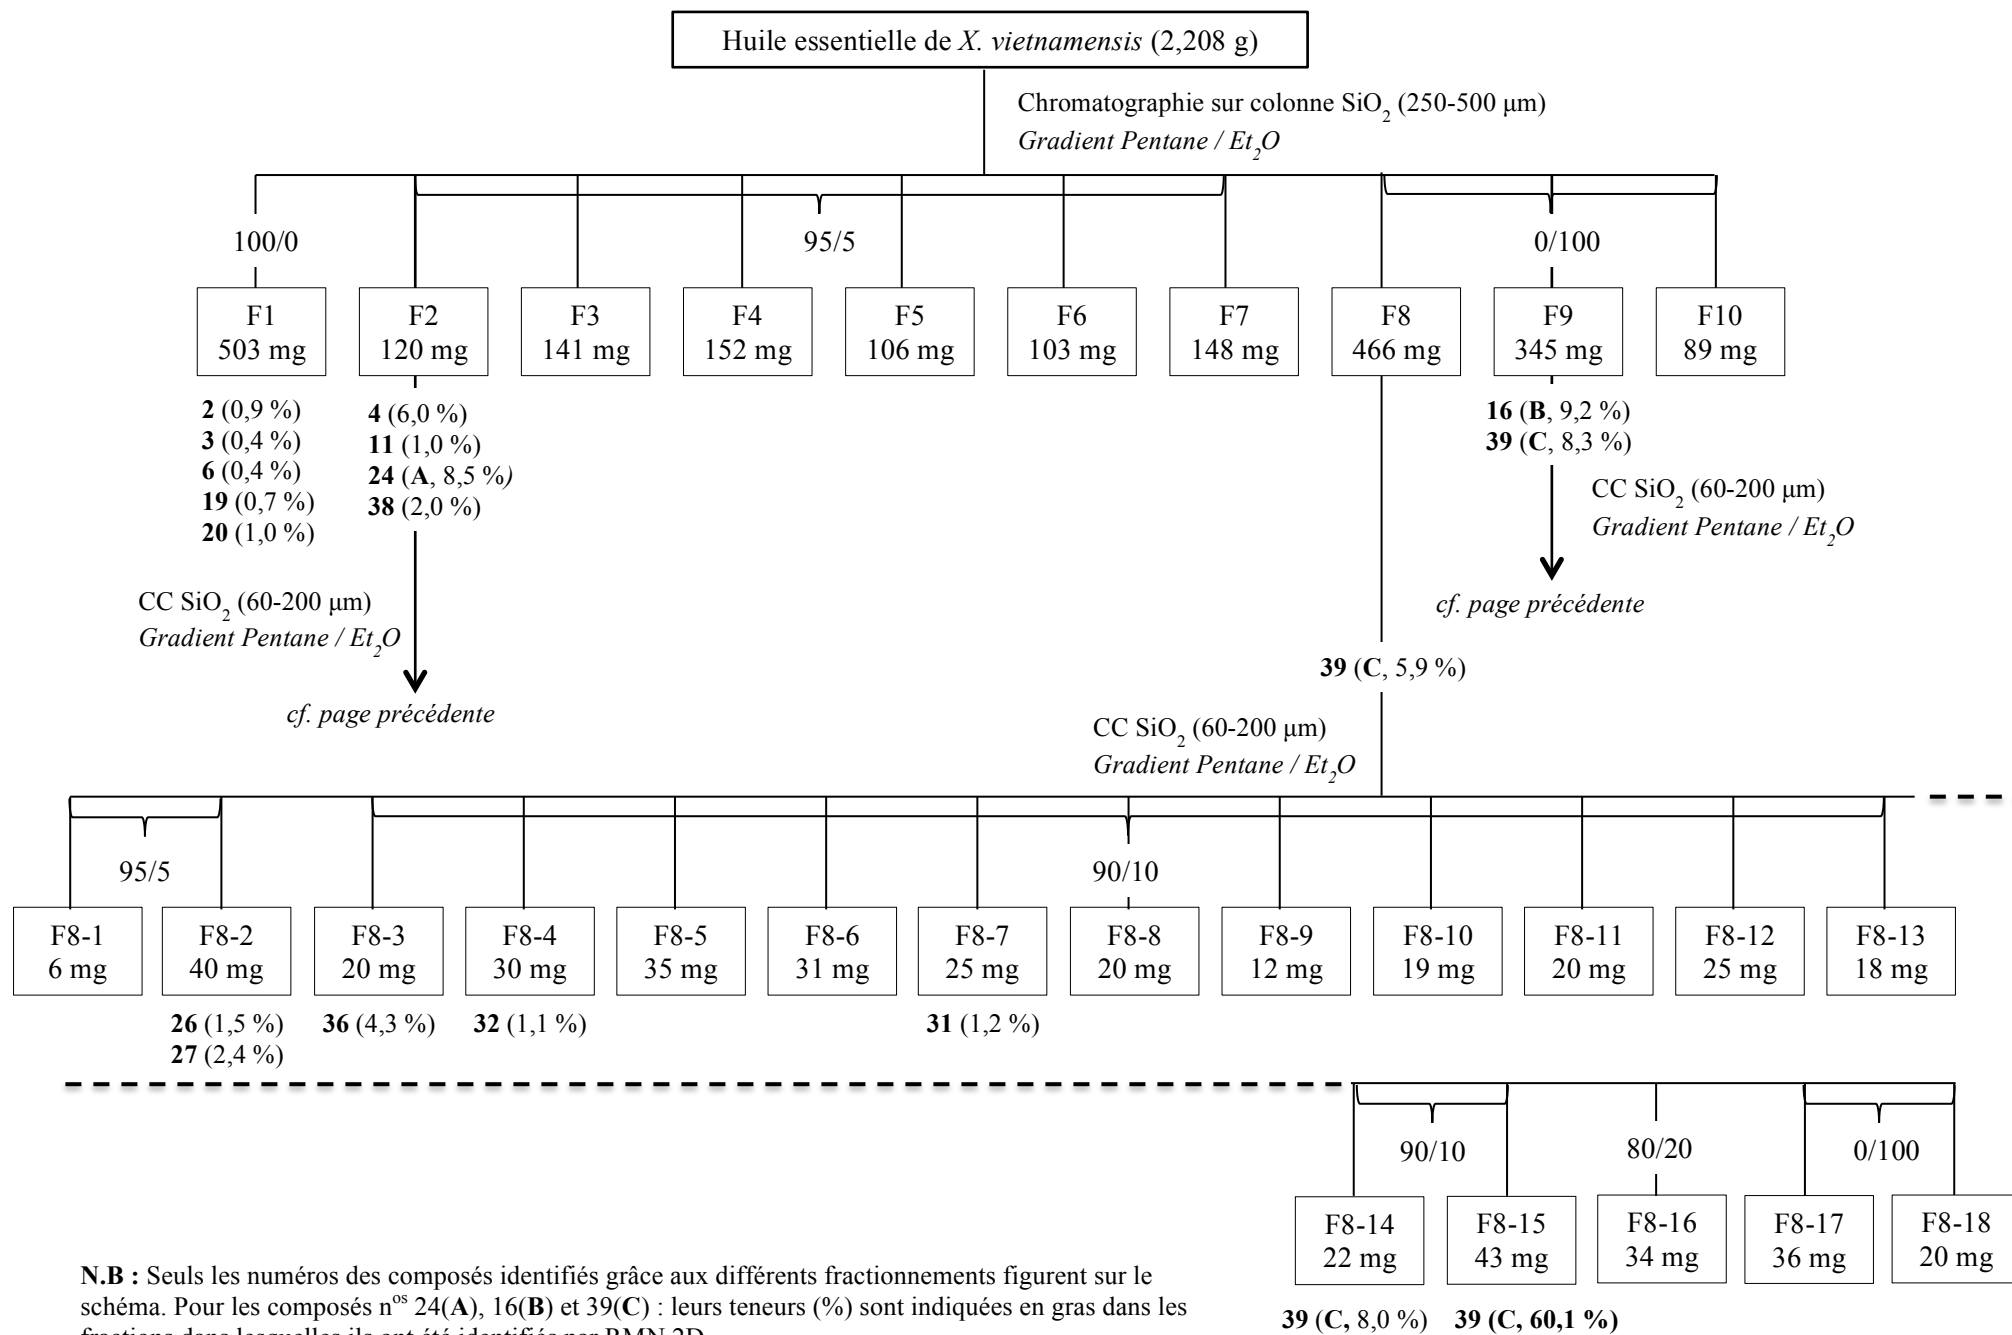 Huile essentielle de X. vietnamensis (2,208 g)
Chromatographie sur colonne SiO2 (250-500 μm)
Gradient Pentane / Et2O
100/0
95/5
0/100
F1
503 mg
F2
120 mg
F3
141 mg
F4
152 mg
F5
106 mg
F6
103 mg
F7
148 mg
F8
466 mg
F9
345 mg
F10
89 mg
2 (0,9 %)
3 (0,4 %)
6 (0,4 %)
19 (0,7 %)
20 (1,0 %)
4 (6,0 %)
11 (1,0 %)
24 (A, 8,5 %)
38 (2,0 %)
16 (B, 9,2 %)
39 (C, 8,3 %)
CC SiO2 (60-200 μm)
Gradient Pentane / Et2O
cf. page précédente
CC SiO2 (60-200 μm)
Gradient Pentane / Et2O
cf. page précédente
39 (C, 5,9 %)
CC SiO2 (60-200 μm)
Gradient Pentane / Et2O
95/5
90/10
F8-1
6 mg
F8-2
40 mg
F8-3
20 mg
F8-4
30 mg
F8-5
35 mg
F8-6
31 mg
F8-7
25 mg
F8-8
20 mg
F8-9
12 mg
F8-10
19 mg
F8-11
20 mg
F8-12
25 mg
F8-13
18 mg
26 (1,5 %)
27 (2,4 %)
36 (4,3 %)
32 (1,1 %)
31 (1,2 %)
90/10
80/20
0/100
F8-14
22 mg
F8-15
43 mg
F8-16
34 mg
F8-17
36 mg
F8-18
20 mg
39 (C, 8,0 %)
39 (C, 60,1 %)
N.B : Seuls les numéros des composés identifiés grâce aux différents fractionnements figurent sur le
schéma. Pour les composés nos 24(A), 16(B) et 39(C) : leurs teneurs (%) sont indiquées en gras dans les
fractions dans lesquelles ils ont été identifiés par RMN 2D